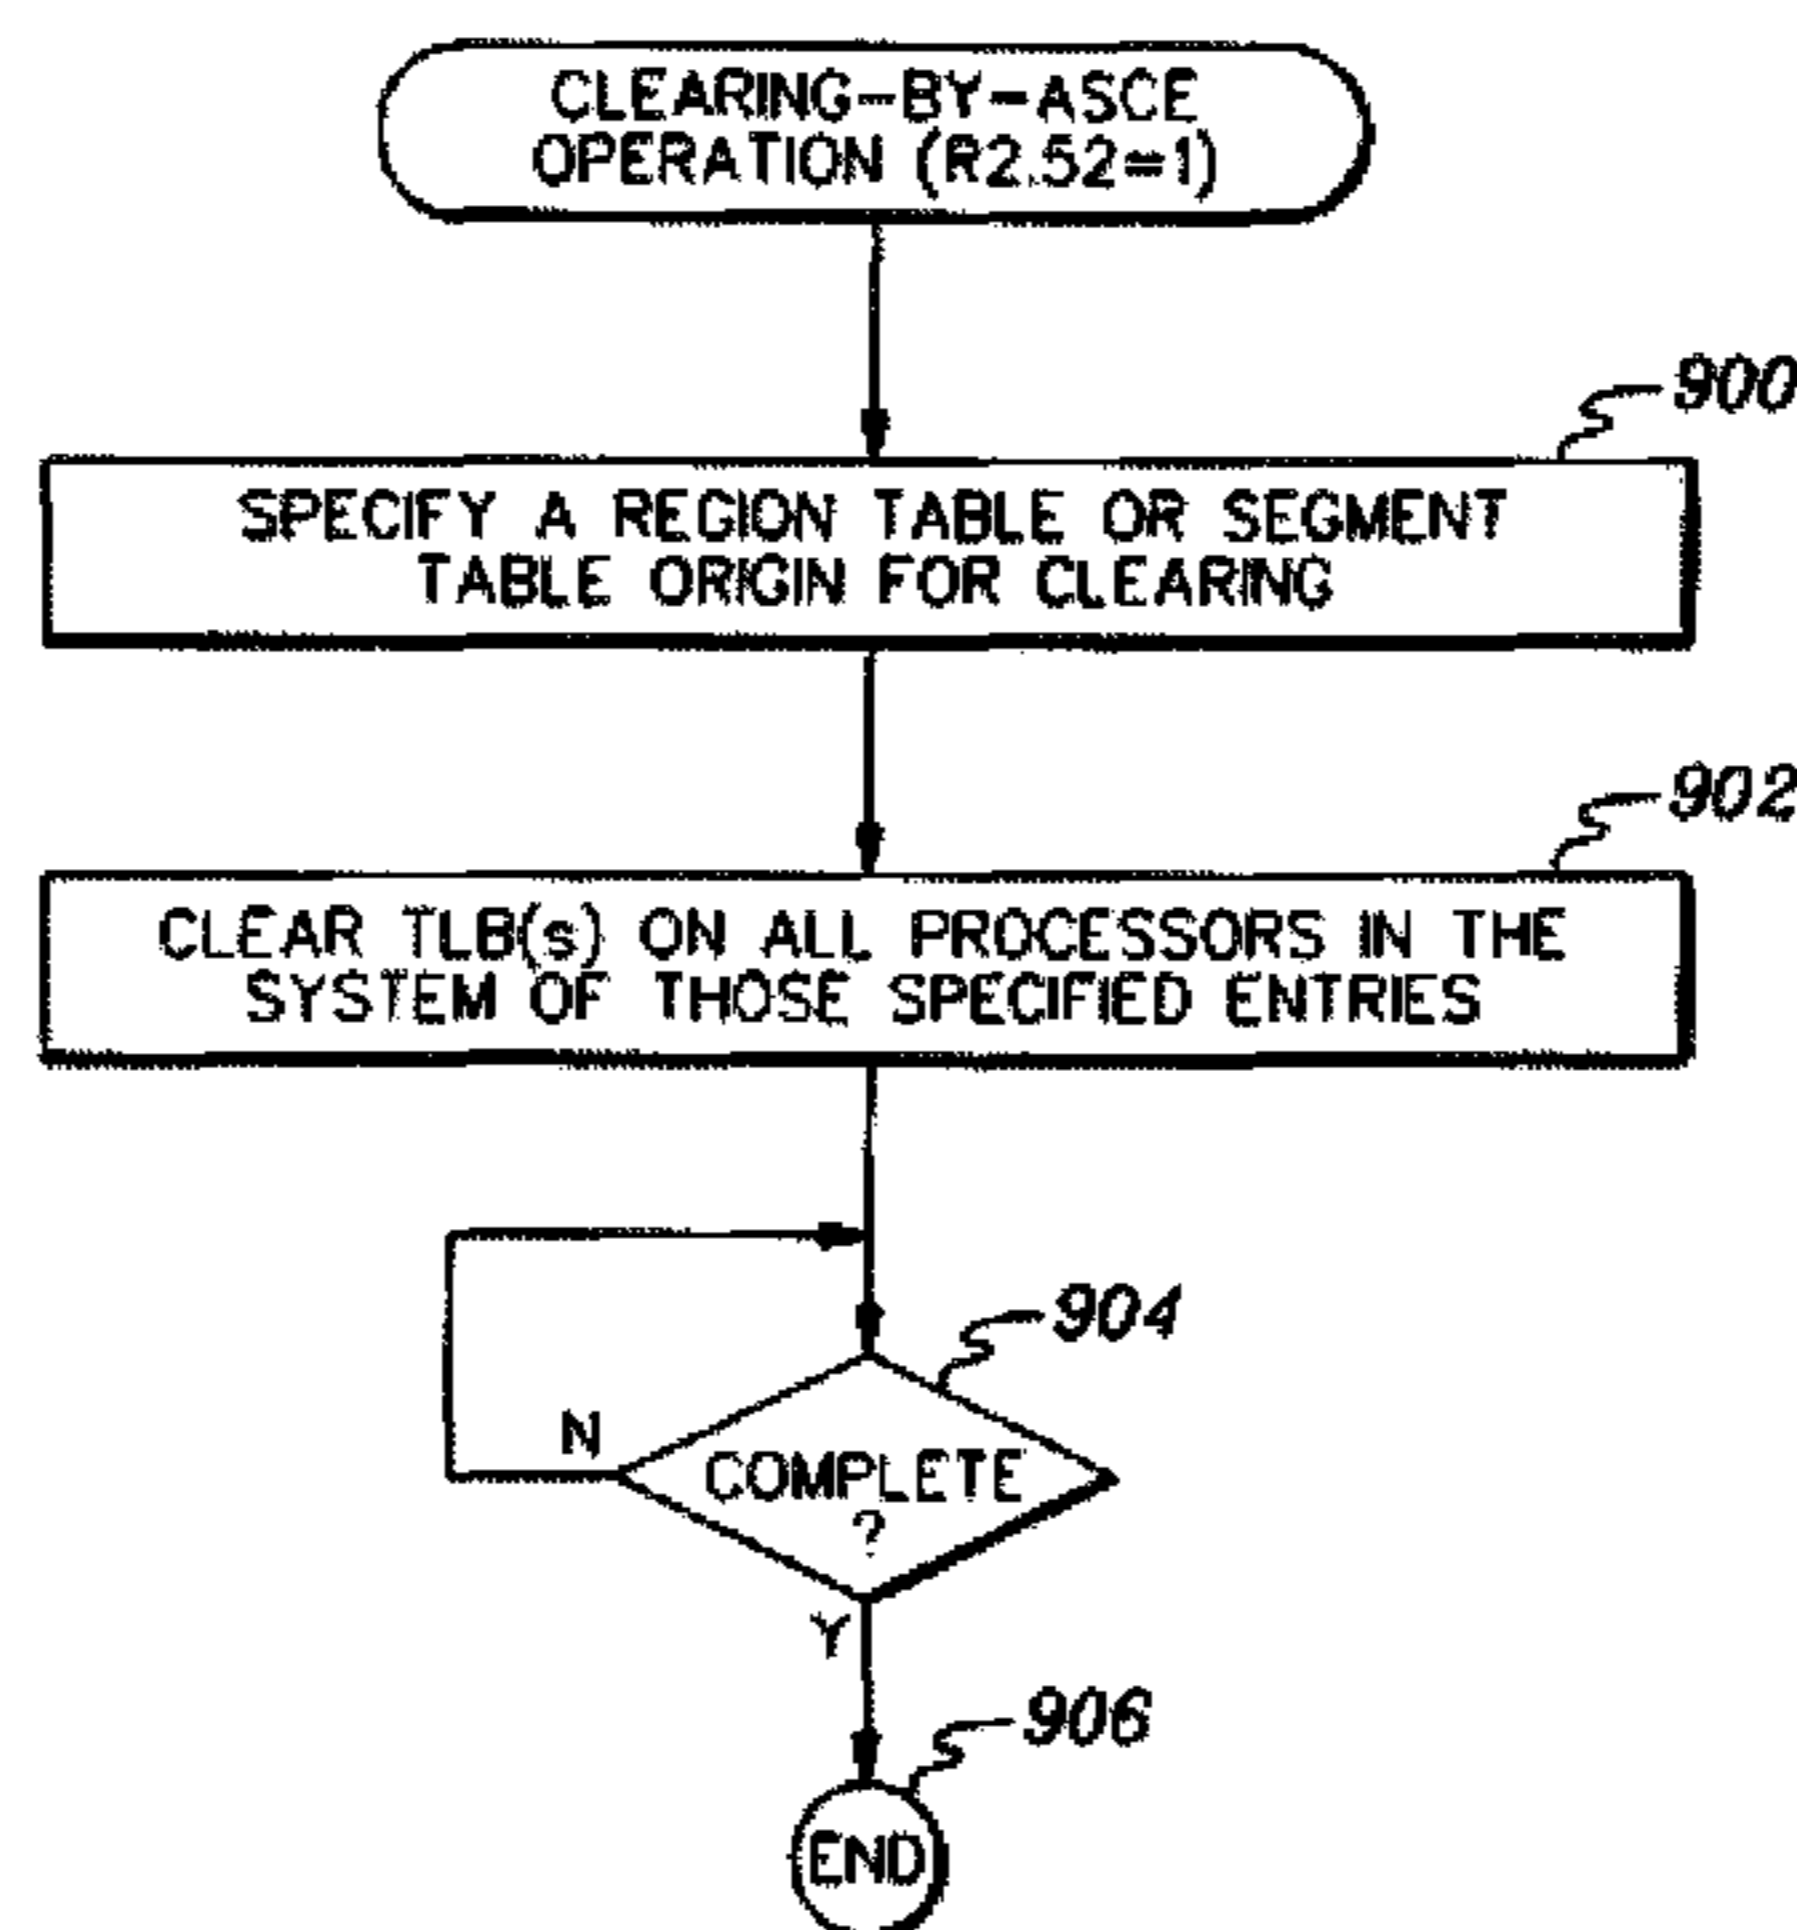 CLEARING-BY-ASCE
OPERATION (R2.52=1)
900
SPECIFY A REGION TABLE OR SEGMENT
TABLE ORIGIN FOR CLEARING
902
CLEAR TLB(s) ON ALL PROCESSORS IN THE
SYSTEM OF THOSE SPECIFIED ENTRIES
904
N
COMPLETE
?
Y
906
END